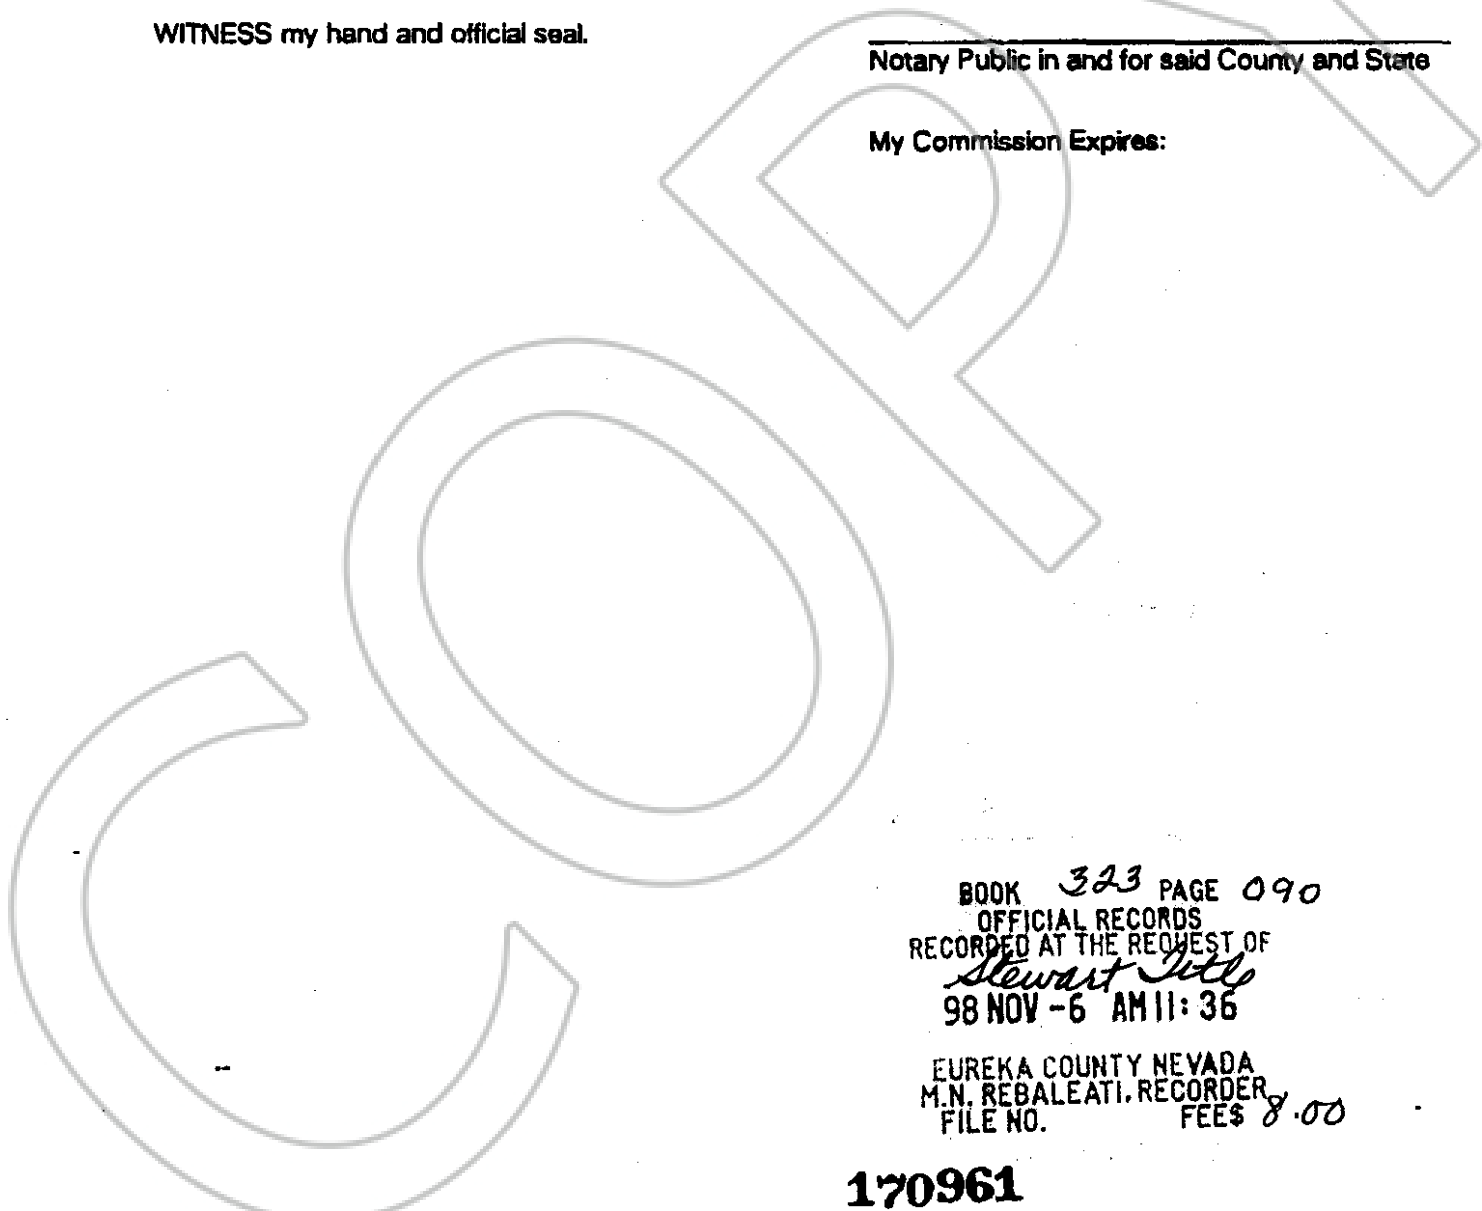 WITNESS my hand and official seal.
Notary Public in and for said County and State
My Commission Expires:
COPY
BOOK 323 PAGE 090
OFFICIAL RECORDS
RECORDED AT THE REQUEST OF
Stewart Title
98 NOV -6 AM 11: 36
EUREKA COUNTY NEVADA
M.N. REBALEATI, RECORDER
FILE NO. FEE$ 8.00
170961